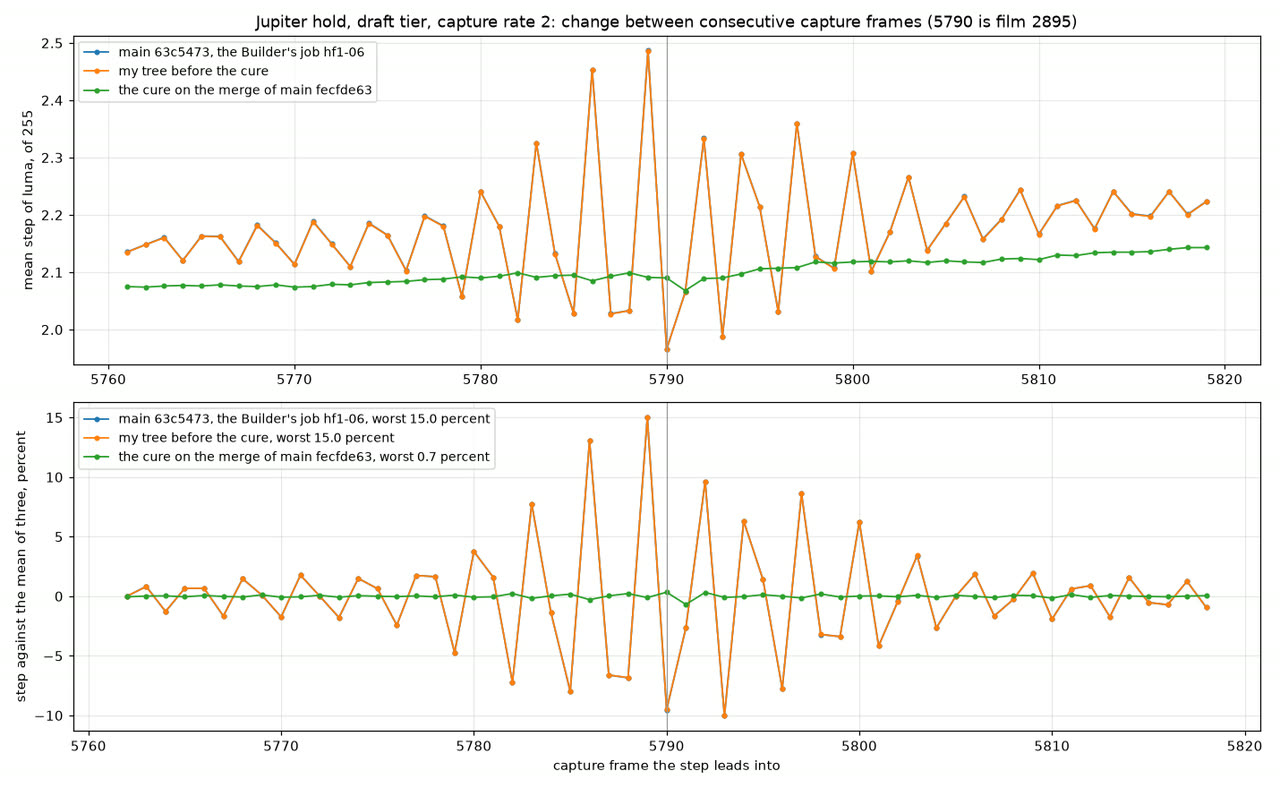 Jupiter hold, draft tier, capture rate 2: change between consecutive capture frames (5790 is film 2895)
mean step of luma, of 255
2.5
2.4
2.3
2.2
2.1
2.0
main 63c5473, the Builder's job hf1-06
my tree before the cure
the cure on the merge of main fecfde63
5760 5770 5780 5790 5800 5810 5820
step against the mean of three, percent
15
10
5
0
−5
−10
main 63c5473, the Builder's job hf1-06, worst 15.0 percent
my tree before the cure, worst 15.0 percent
the cure on the merge of main fecfde63, worst 0.7 percent
5760 5770 5780 5790 5800 5810 5820
capture frame the step leads into